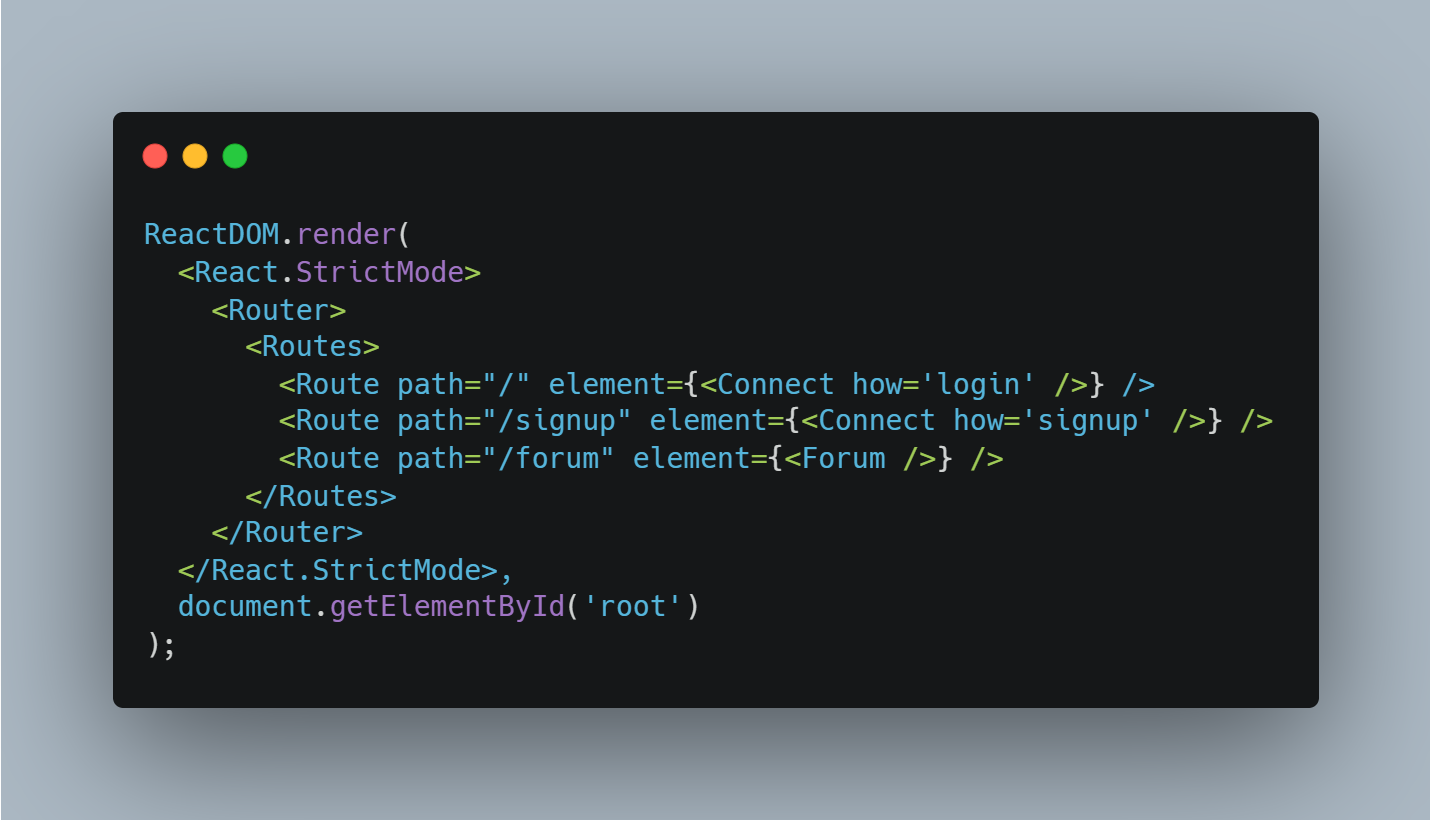 ReactDOM.render(
  <React.StrictMode>
    <Router>
      <Routes>
        <Route path="/" element={<Connect how='login' />} />
        <Route path="/signup" element={<Connect how='signup' />} />
        <Route path="/forum" element={<Forum />} />
      </Routes>
    </Router>
  </React.StrictMode>,
  document.getElementById('root')
);